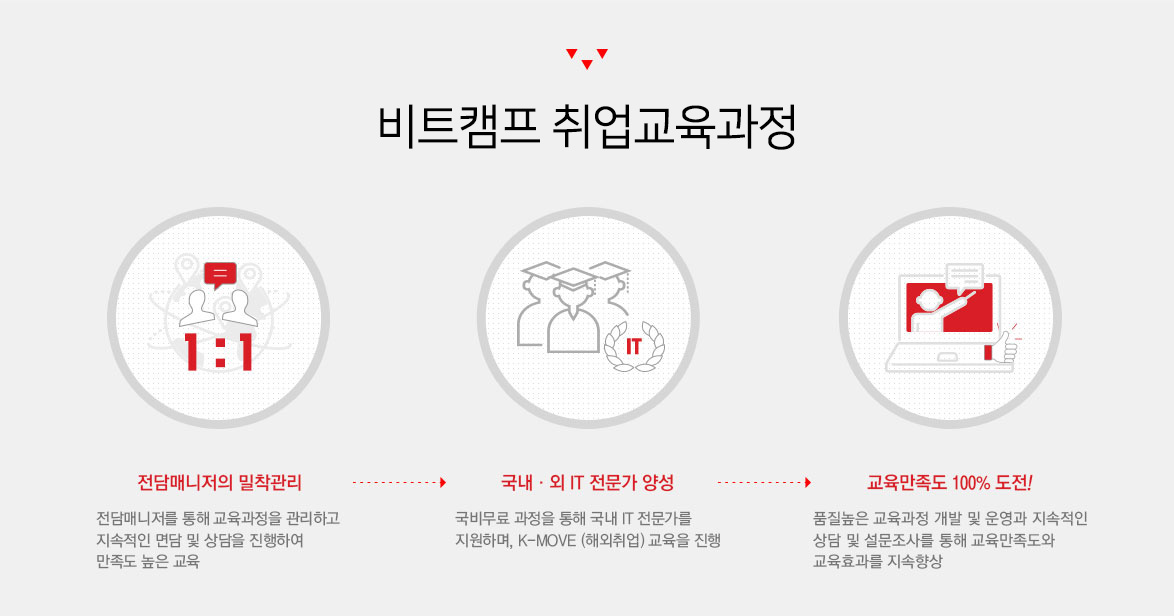 비트캠프 취업교육과정
1:1
IT
전담매니저의 밀착관리
전담매니저를 통해 교육과정을 관리하고
지속적인 면담 및 상담을 진행하여
만족도 높은 교육
국내 · 외 IT 전문가 양성
국비무료 과정을 통해 국내 IT 전문가를
지원하며, K-MOVE (해외취업) 교육을 진행
교육만족도 100% 도전!
품질높은 교육과정 개발 및 운영과 지속적인
상담 및 설문조사를 통해 교육만족도와
교육효과를 지속향상